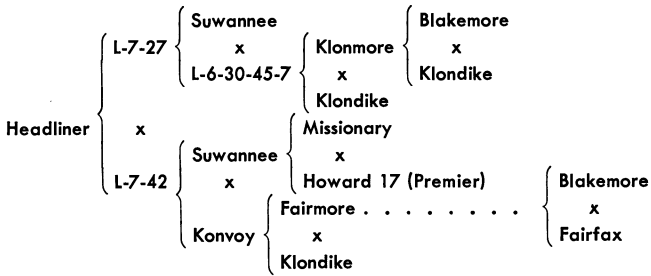 Suwannee Blakemore
L-7-27 x Klonmore x
L-6-30-45-7 x Klondike
Klondike
Headliner x Missionary
Suwannee x
L-7-42 x Howard 17 (Premier) Blakemore
Fairmore . . . . . . . . x
Konvoy x Fairfax
Klondike